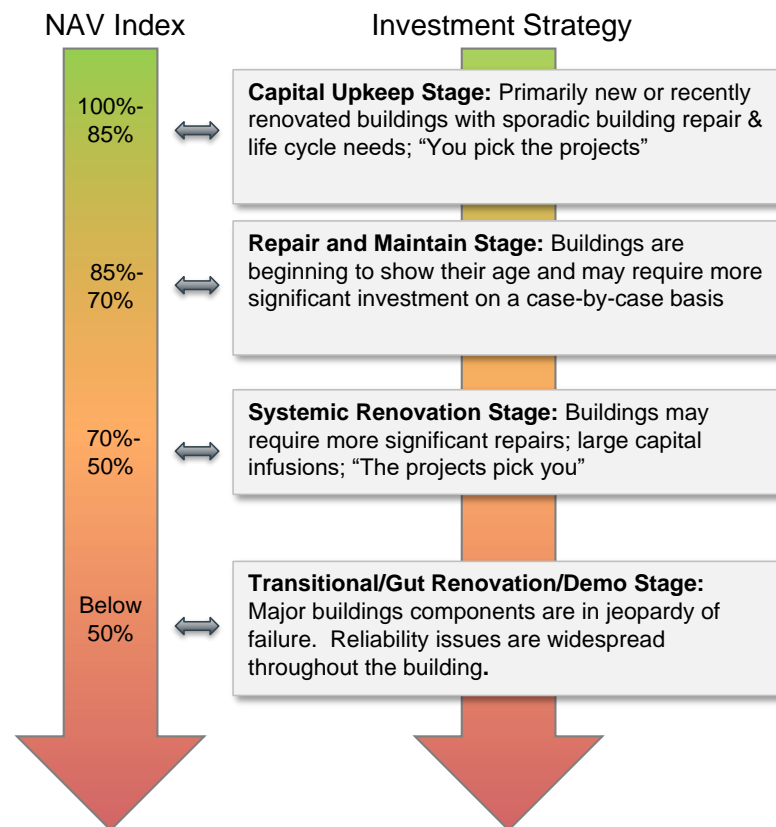 NAV Index
Investment Strategy
100%-
85%
Capital Upkeep Stage: Primarily new or recently
renovated buildings with sporadic building repair &
life cycle needs; “You pick the projects”
85%-
70%
Repair and Maintain Stage: Buildings are
beginning to show their age and may require more
significant investment on a case-by-case basis
70%-
50%
Systemic Renovation Stage: Buildings may
require more significant repairs; large capital
infusions; “The projects pick you”
Below
50%
Transitional/Gut Renovation/Demo Stage:
Major buildings components are in jeopardy of
failure.  Reliability issues are widespread
throughout the building.